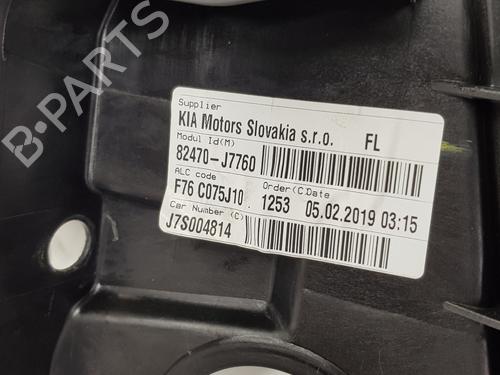 Supplier
KIA Motors Slovakia s.r.o. FL
Modul Id(M)
82470-J7760
ALC code Order(C)Date
F76 C075J10 1253 05.02.2019 03:15
Car Number (C)
J7S004814
B-PARTS